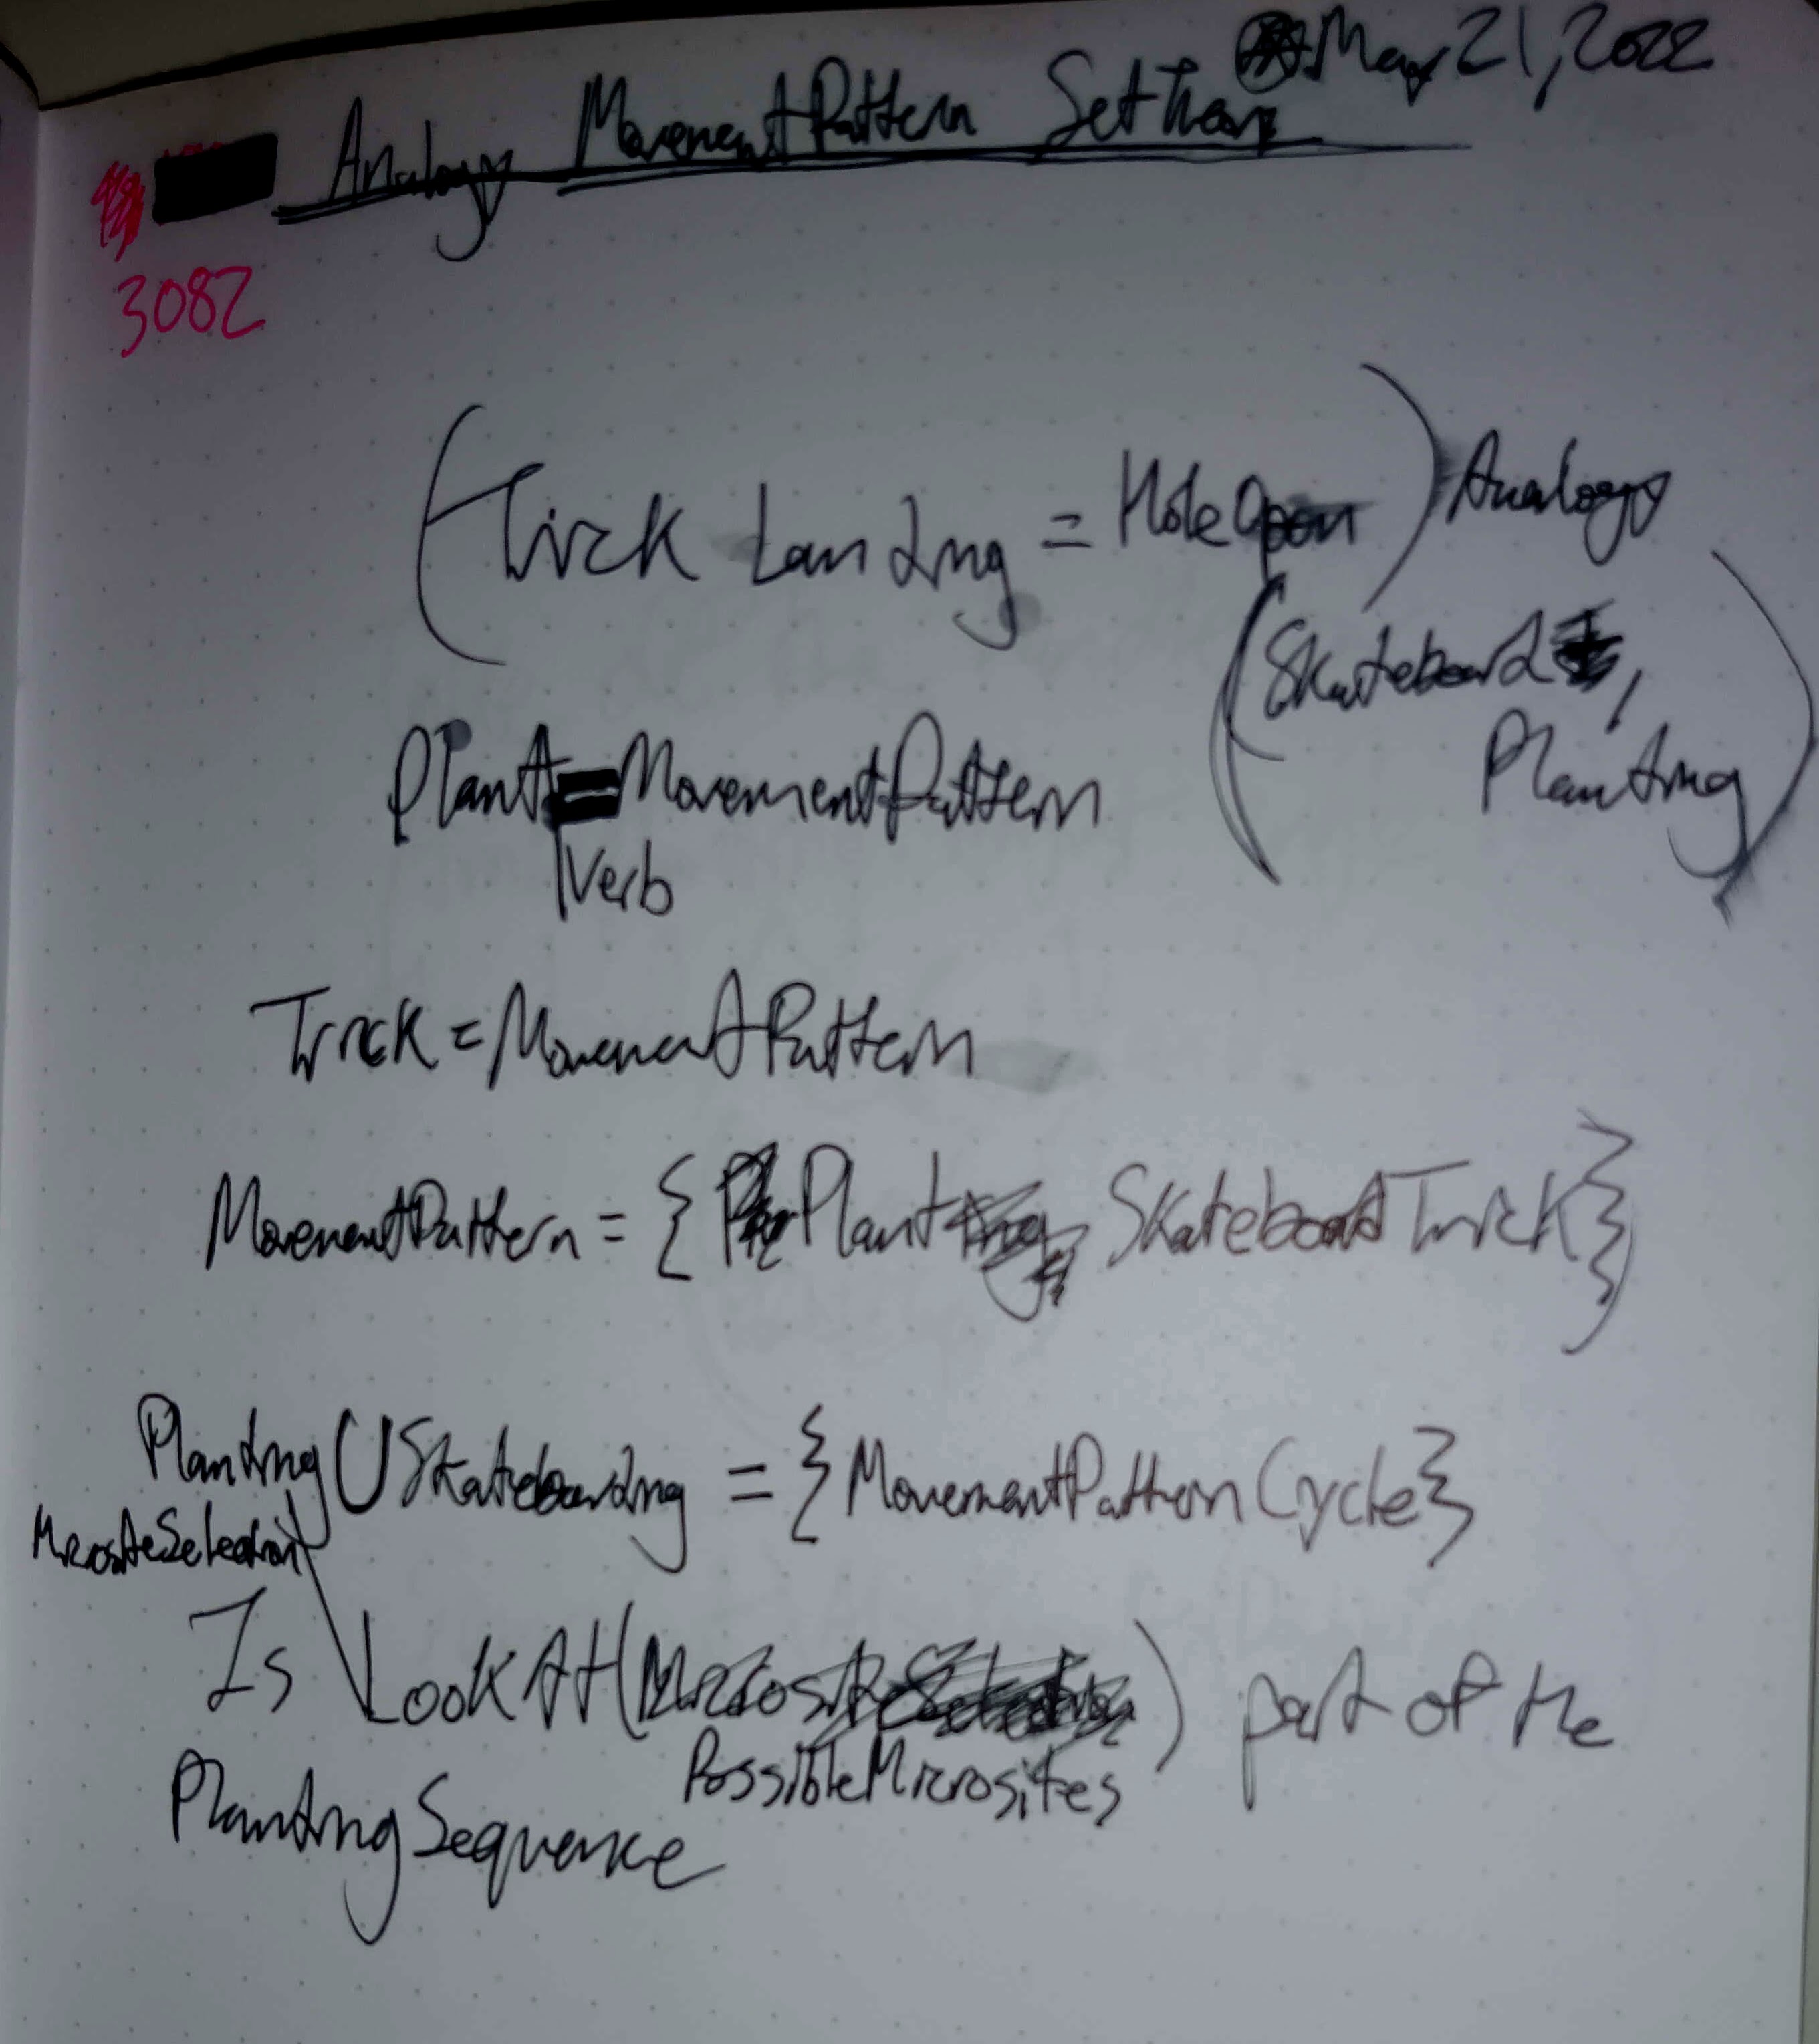 May 21, 2022
Analogy MovementPattern SetTheory
3082
(Trick Landing = HoleOpen) Analogy
(Skateboard,
Planting)
Plant = MovementPattern
Verb
Trick = MovementPattern
MovementPattern = { Plant, SkateboardTrick}
Planting U Skateboarding = {MovementPatternCycle}
MicrositeSelection
Is LookAt( ) part of the
PossibleMicrosites
PlantingSequence